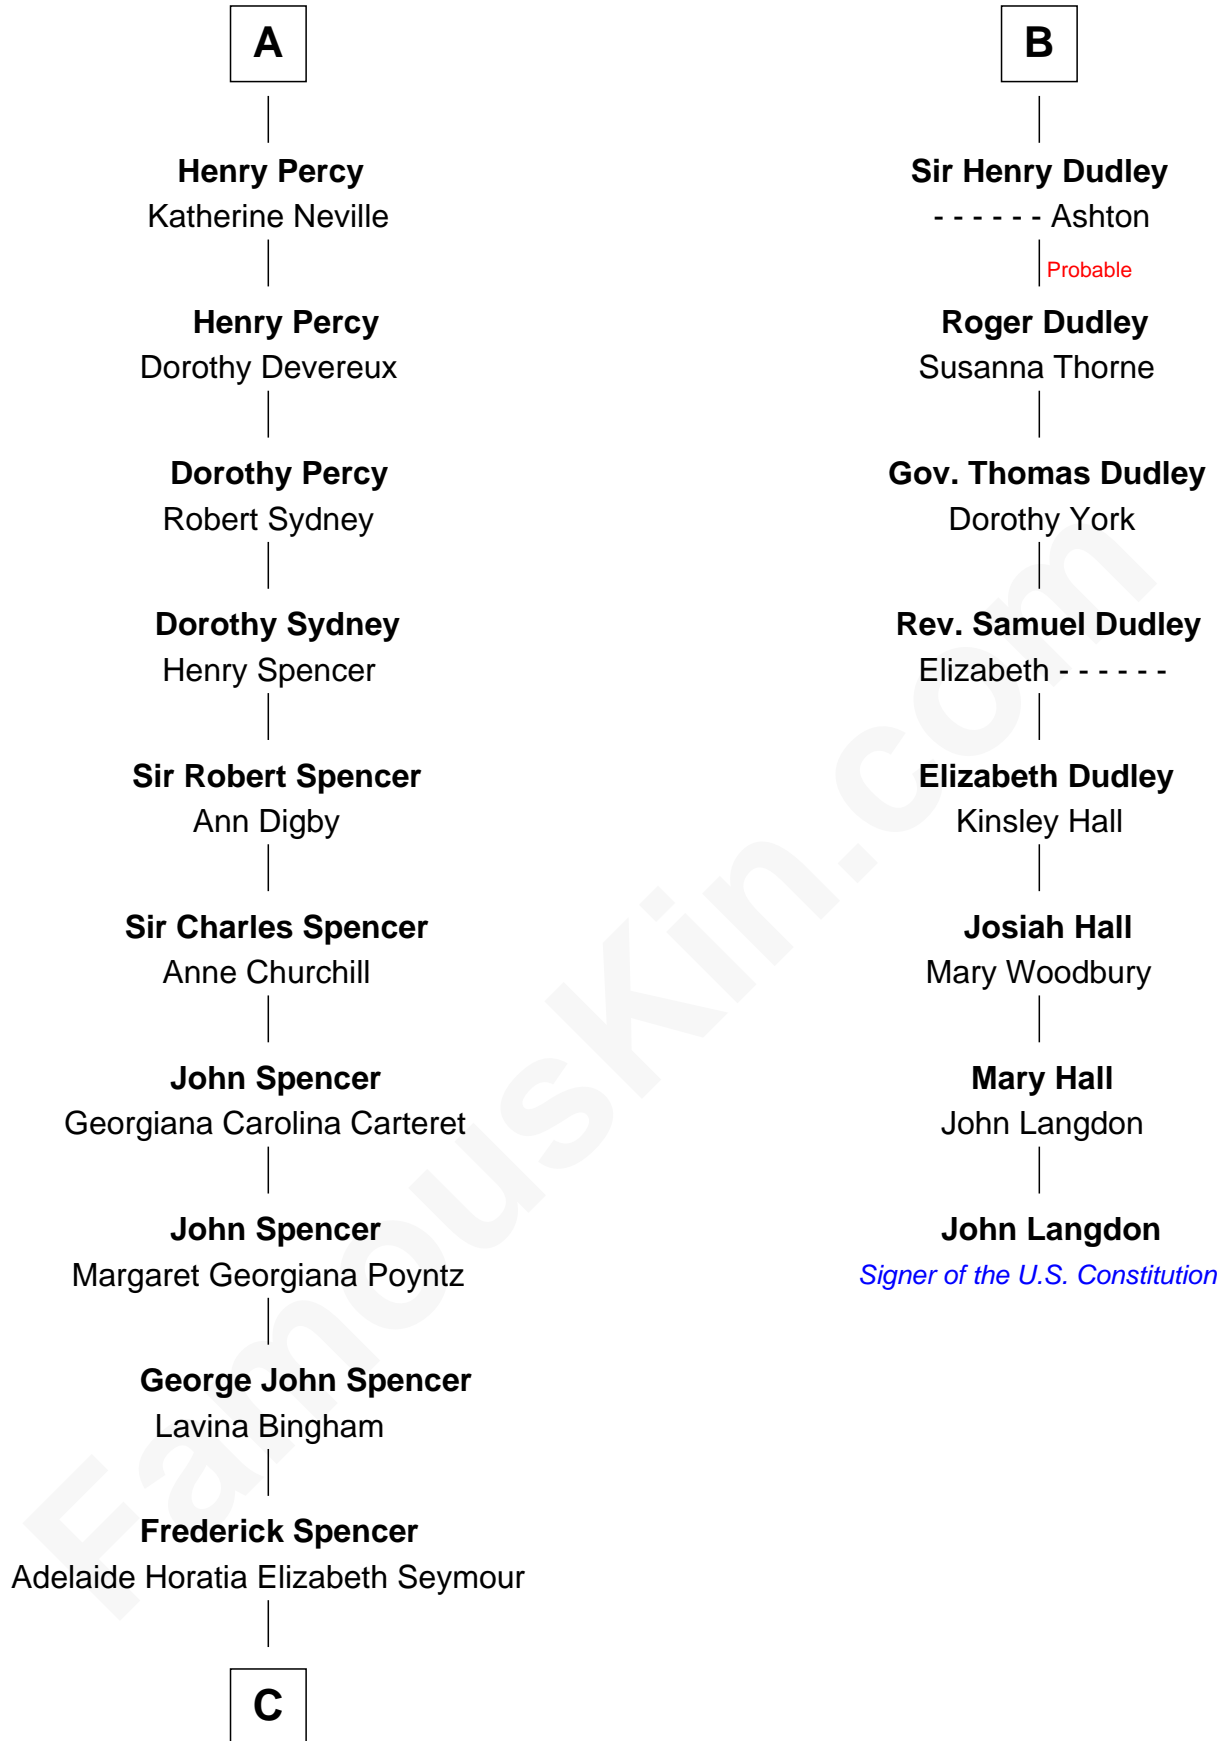 A
Henry Percy
Katherine Neville
Henry Percy
Dorothy Devereux
Dorothy Percy
Robert Sydney
Dorothy Sydney
Henry Spencer
Sir Robert Spencer
Ann Digby
Sir Charles Spencer
Anne Churchill
John Spencer
Georgiana Carolina Carteret
John Spencer
Margaret Georgiana Poyntz
George John Spencer
Lavina Bingham
Frederick Spencer
Adelaide Horatia Elizabeth Seymour
C
B
Sir Henry Dudley
- - - - - - Ashton
Probable
Roger Dudley
Susanna Thorne
Gov. Thomas Dudley
Dorothy York
Rev. Samuel Dudley
Elizabeth - - - - - -
Elizabeth Dudley
Kinsley Hall
Josiah Hall
Mary Woodbury
Mary Hall
John Langdon
John Langdon
Signer of the U.S. Constitution
FamousKin.com